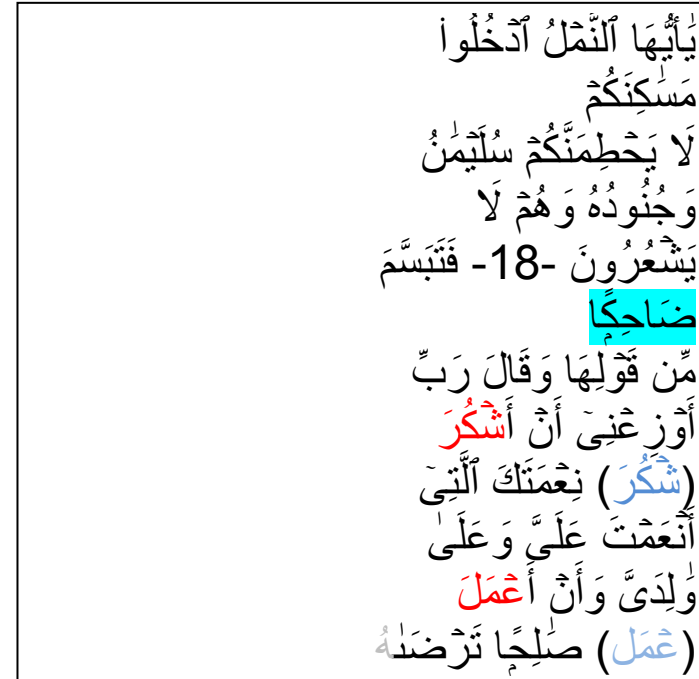 يَٰٓأَيُّهَا ٱلنَّمۡلُ ٱدۡخُلُواْ
مَسَٰكِنَكُمۡ
لَا يَحۡطِمَنَّكُمۡ سُلَيۡمَٰنُ
وَجُنُودُهُ وَهُمۡ لَا
يَشۡعُرُونَ -18- فَتَبَسَّمَ
ضَاحِكٗا
مِّن قَوۡلِهَا وَقَالَ رَبِّ
أَوۡزِعۡنِىٓ أَنۡ أَشۡكُرَ
(شۡكُرَ) نِعۡمَتَكَ ٱلَّتِىٓ
أَنۡعَمۡتَ عَلَىَّ وَعَلَىٰ
وَٰلِدَىَّ وَأَنۡ أَعۡمَلَ
(عۡمَل) صَٰلِحٗا تَرۡضَىٰهُ